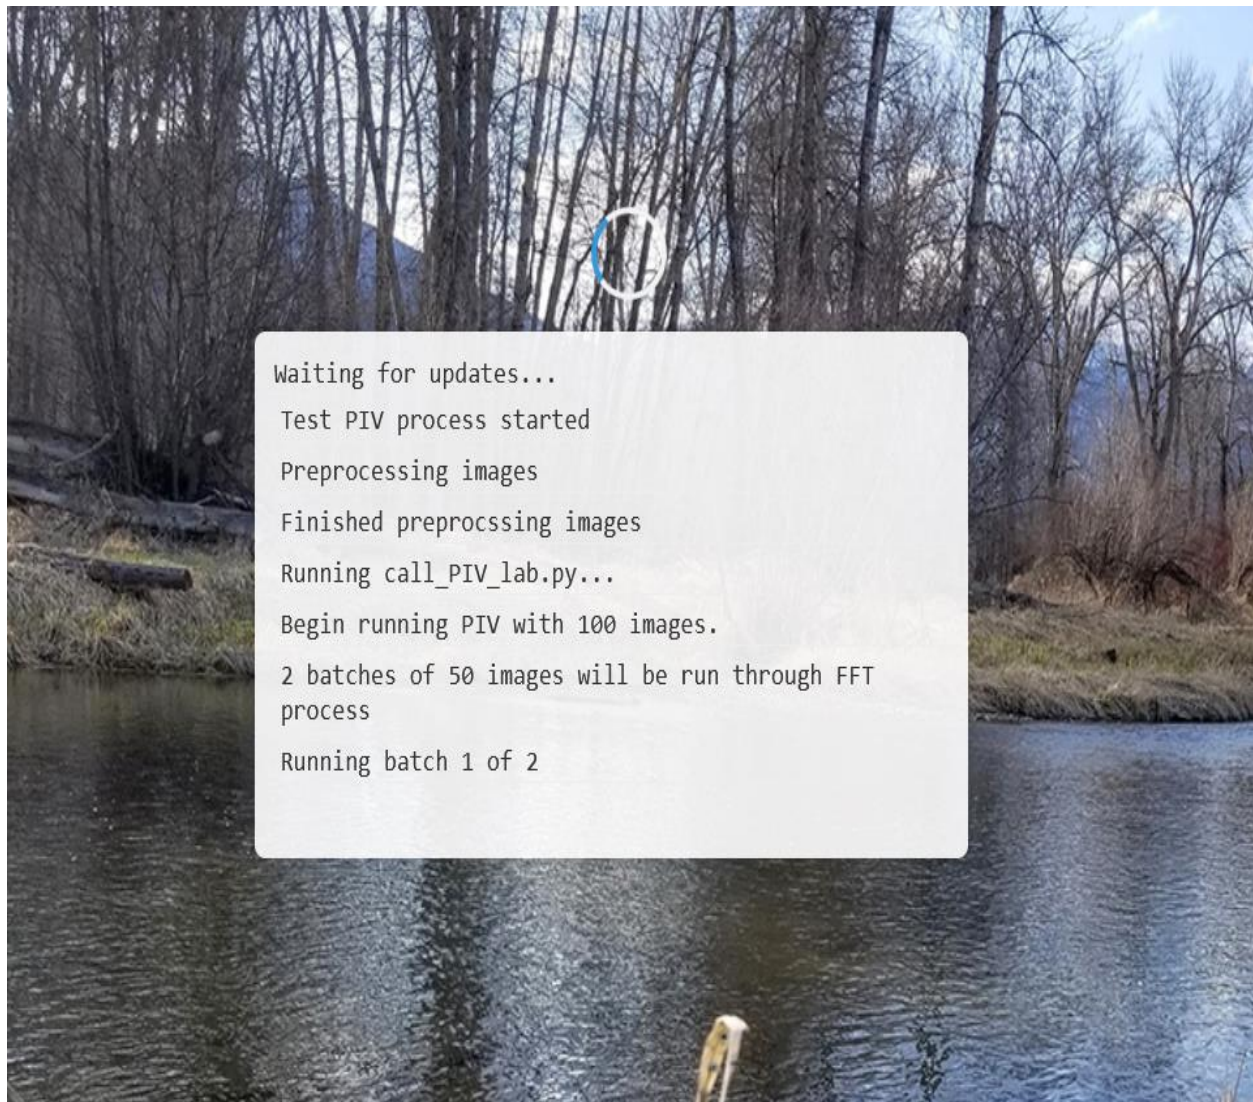 Waiting for updates...
Test PIV process started
Preprocessing images
Finished preprocssing images
Running call_PIV_lab.py...
Begin running PIV with 100 images.
2 batches of 50 images will be run through FFT
process
Running batch 1 of 2